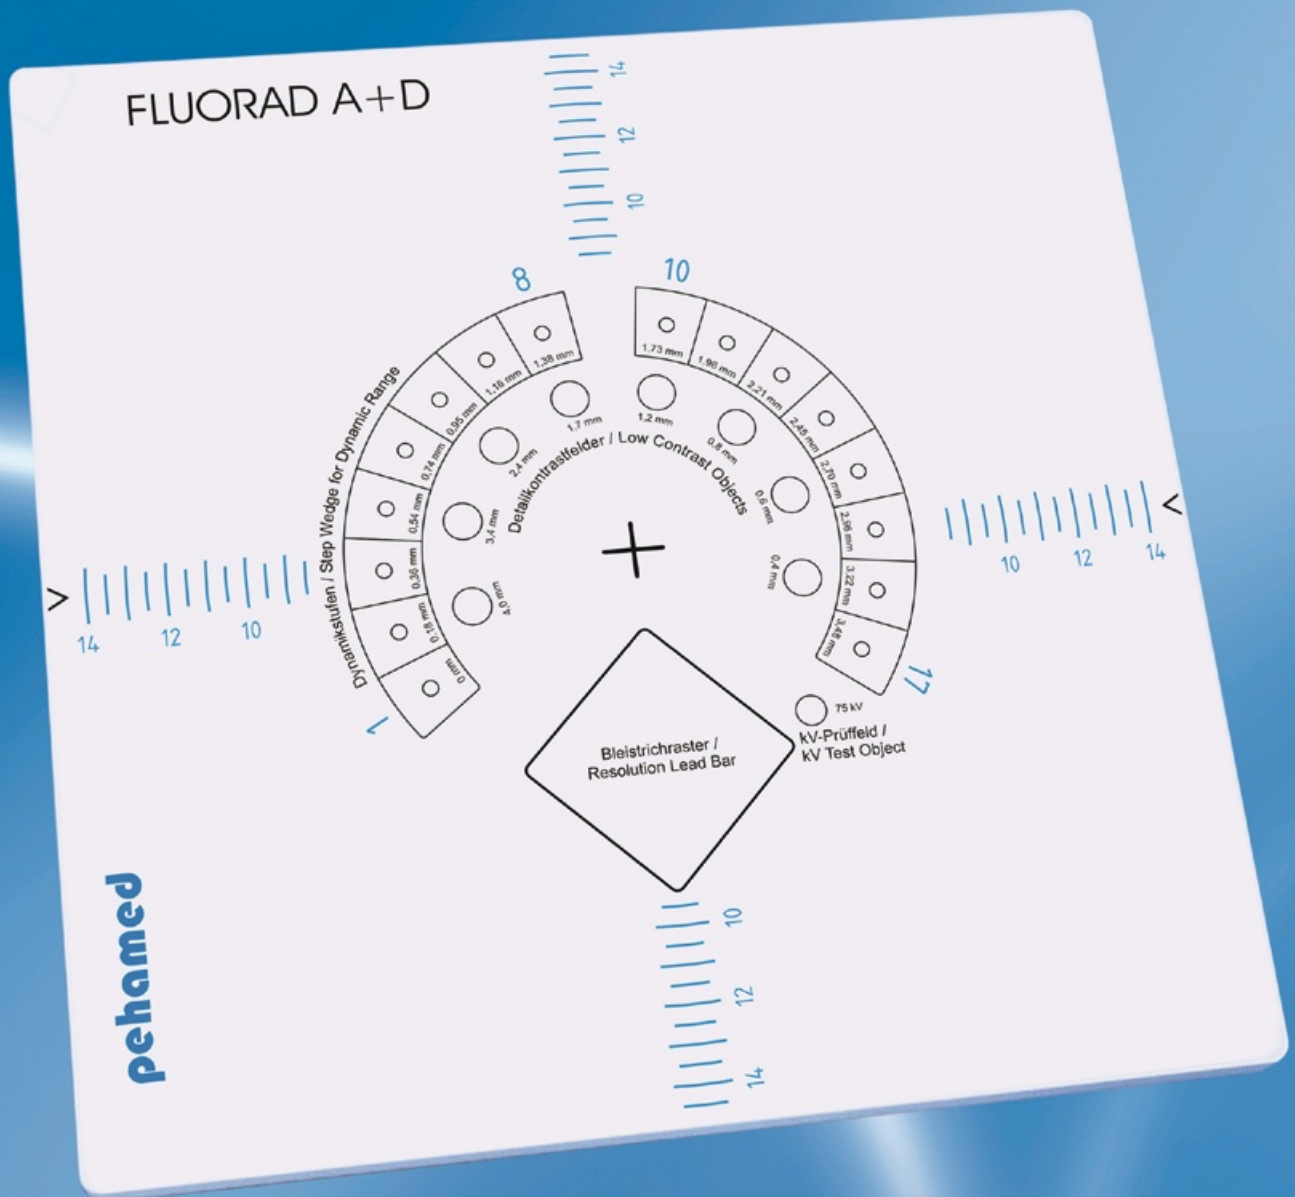 FLUORAD A+D
14
12
10
8
10
Dynamikstufen / Step Wedge for Dynamic Range
0 mm
0,18 mm
0,36 mm
0,54 mm
0,74 mm
0,95 mm
1,16 mm
1,38 mm
1,73 mm
1,96 mm
2,21 mm
2,45 mm
2,70 mm
2,96 mm
3,22 mm
3,48 mm
4,0 mm
3,4 mm
2,4 mm
1,7 mm
1,2 mm
0,8 mm
0,6 mm
0,4 mm
Detailkontrastfelder / Low Contrast Objects
>
14
12
10
10
12
14
<
1
17
75 kV
kV-Prüffeld /
kV Test Object
Bleistrichraster /
Resolution Lead Bar
10
12
14
pehamed